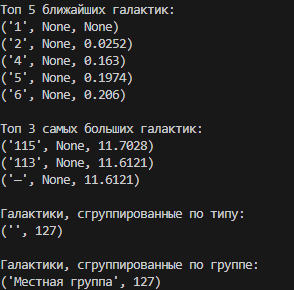 Топ 5 ближайших галактик:
('1', None, None)
('2', None, 0.0252)
('4', None, 0.163)
('5', None, 0.1974)
('6', None, 0.206)
Топ 3 самых больших галактик:
('115', None, 11.7028)
('113', None, 11.6121)
('—', None, 11.6121)
Галактики, сгруппированные по типу:
('', 127)
Галактики, сгруппированные по группе:
('Местная группа', 127)